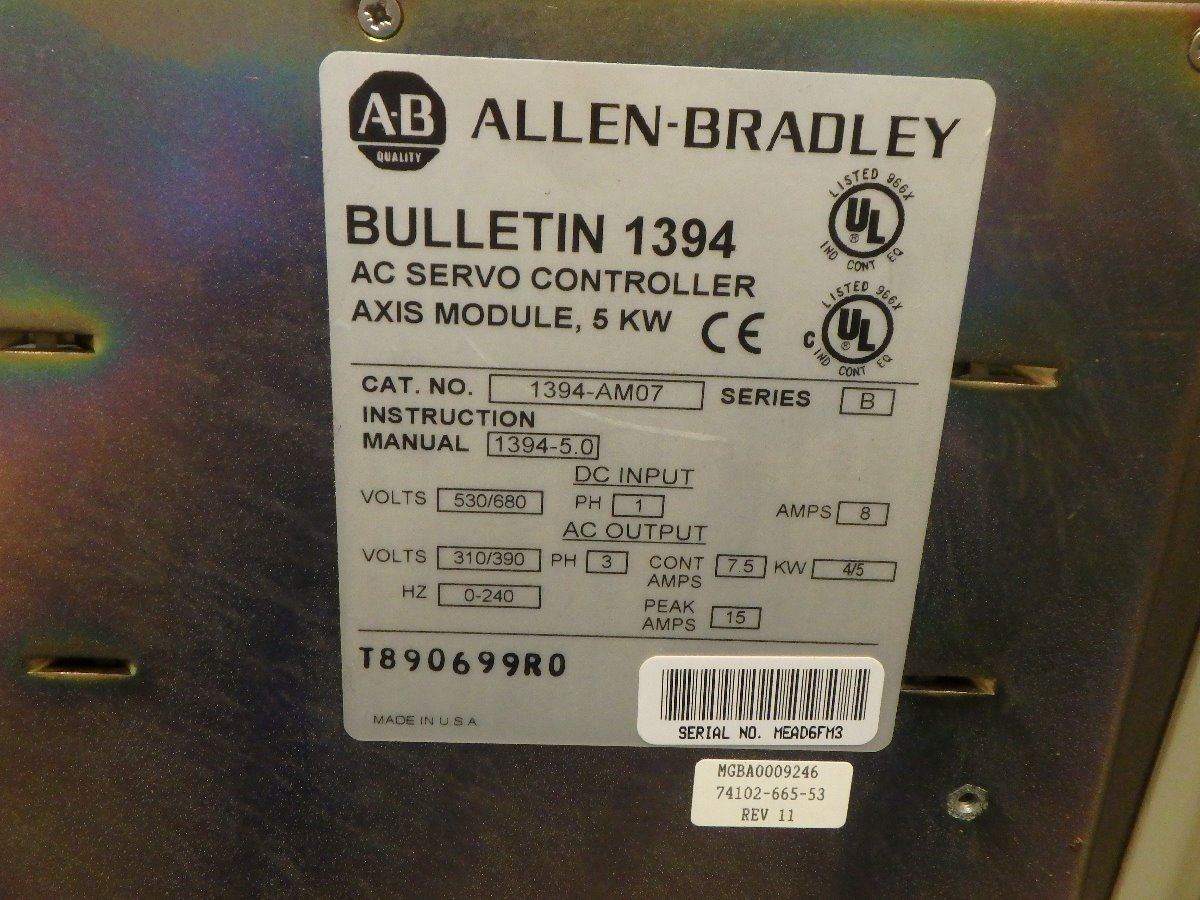 A-B
QUALITY
ALLEN-BRADLEY
LISTED 966X
UL
®
IND CONT EQ
BULLETIN 1394
AC SERVO CONTROLLER
AXIS MODULE, 5 KW
CE
LISTED 966X
C UL
®
IND CONT EQ
CAT. NO. 1394-AM07 SERIES B
INSTRUCTION
MANUAL 1394-5.0
DC INPUT
VOLTS 530/680 PH 1 AMPS 8
AC OUTPUT
VOLTS 310/390 PH 3 CONT AMPS 7.5 KW 4/5
HZ 0-240 PEAK AMPS 15
T890699R0
MADE IN U.S.A
SERIAL NO. MEAD6FM3
MGBA0009246
74102-665-53
REV 11